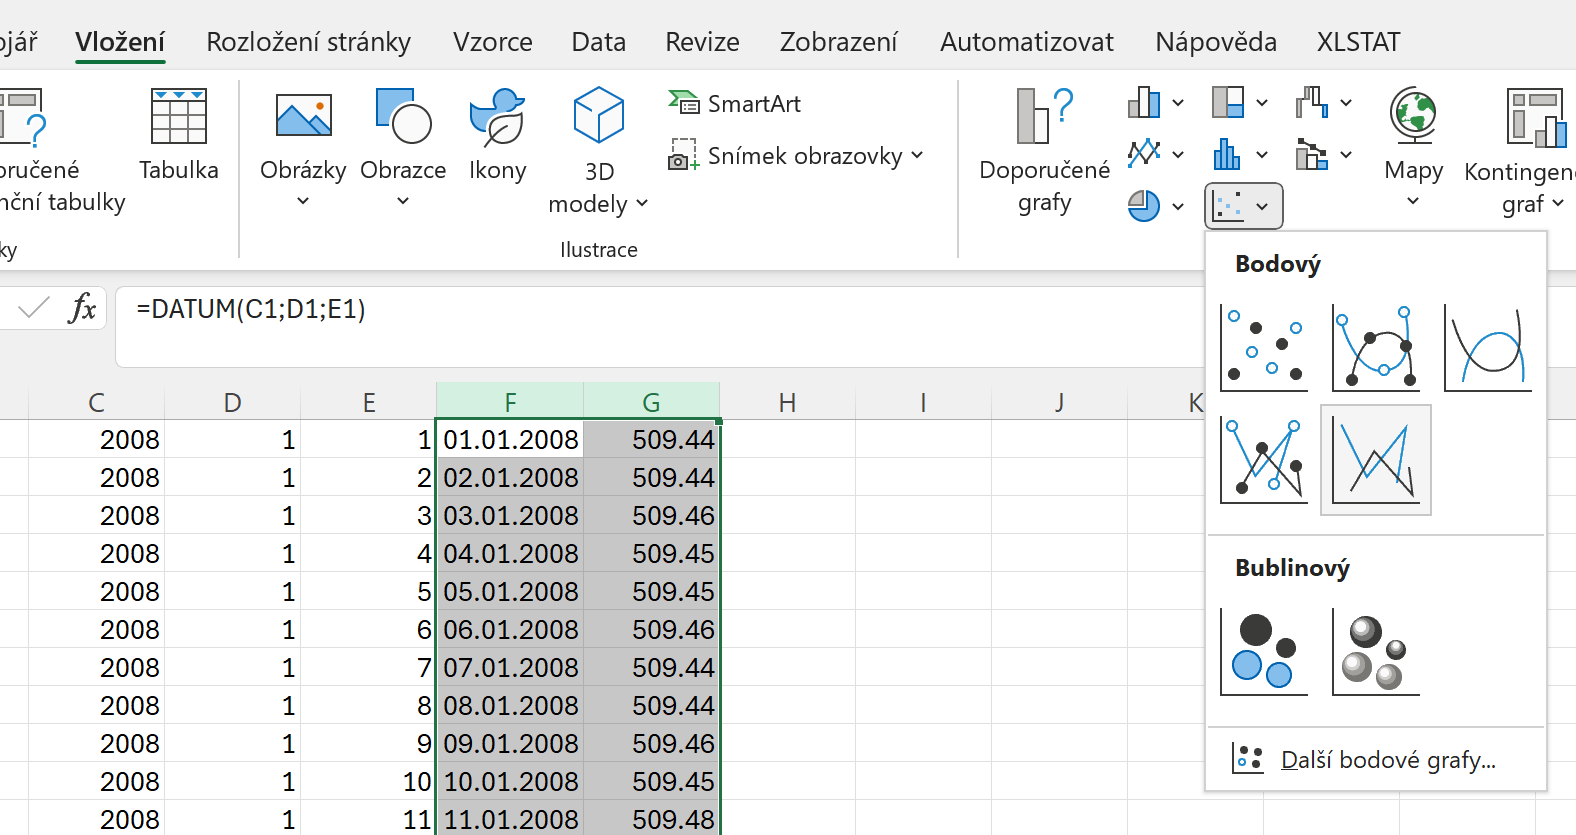 ojář Vložení Rozložení stránky Vzorce Data Revize Zobrazení Automatizovat Nápověda XLSTAT
oručené
nční tabulky
Tabulka
ky
Obrázky
Obrazce
Ikony
3D
modely
SmartArt
Snímek obrazovky
Ilustrace
Doporučené
grafy
Mapy
Kontingen
graf
fx =DATUM(C1;D1;E1)
Bodový
Bublinový
Další bodové grafy...
C D E F G H I J K
2008 1 1 01.01.2008 509.44
2008 1 2 02.01.2008 509.44
2008 1 3 03.01.2008 509.46
2008 1 4 04.01.2008 509.45
2008 1 5 05.01.2008 509.45
2008 1 6 06.01.2008 509.46
2008 1 7 07.01.2008 509.44
2008 1 8 08.01.2008 509.44
2008 1 9 09.01.2008 509.46
2008 1 10 10.01.2008 509.45
2008 1 11 11.01.2008 509.48